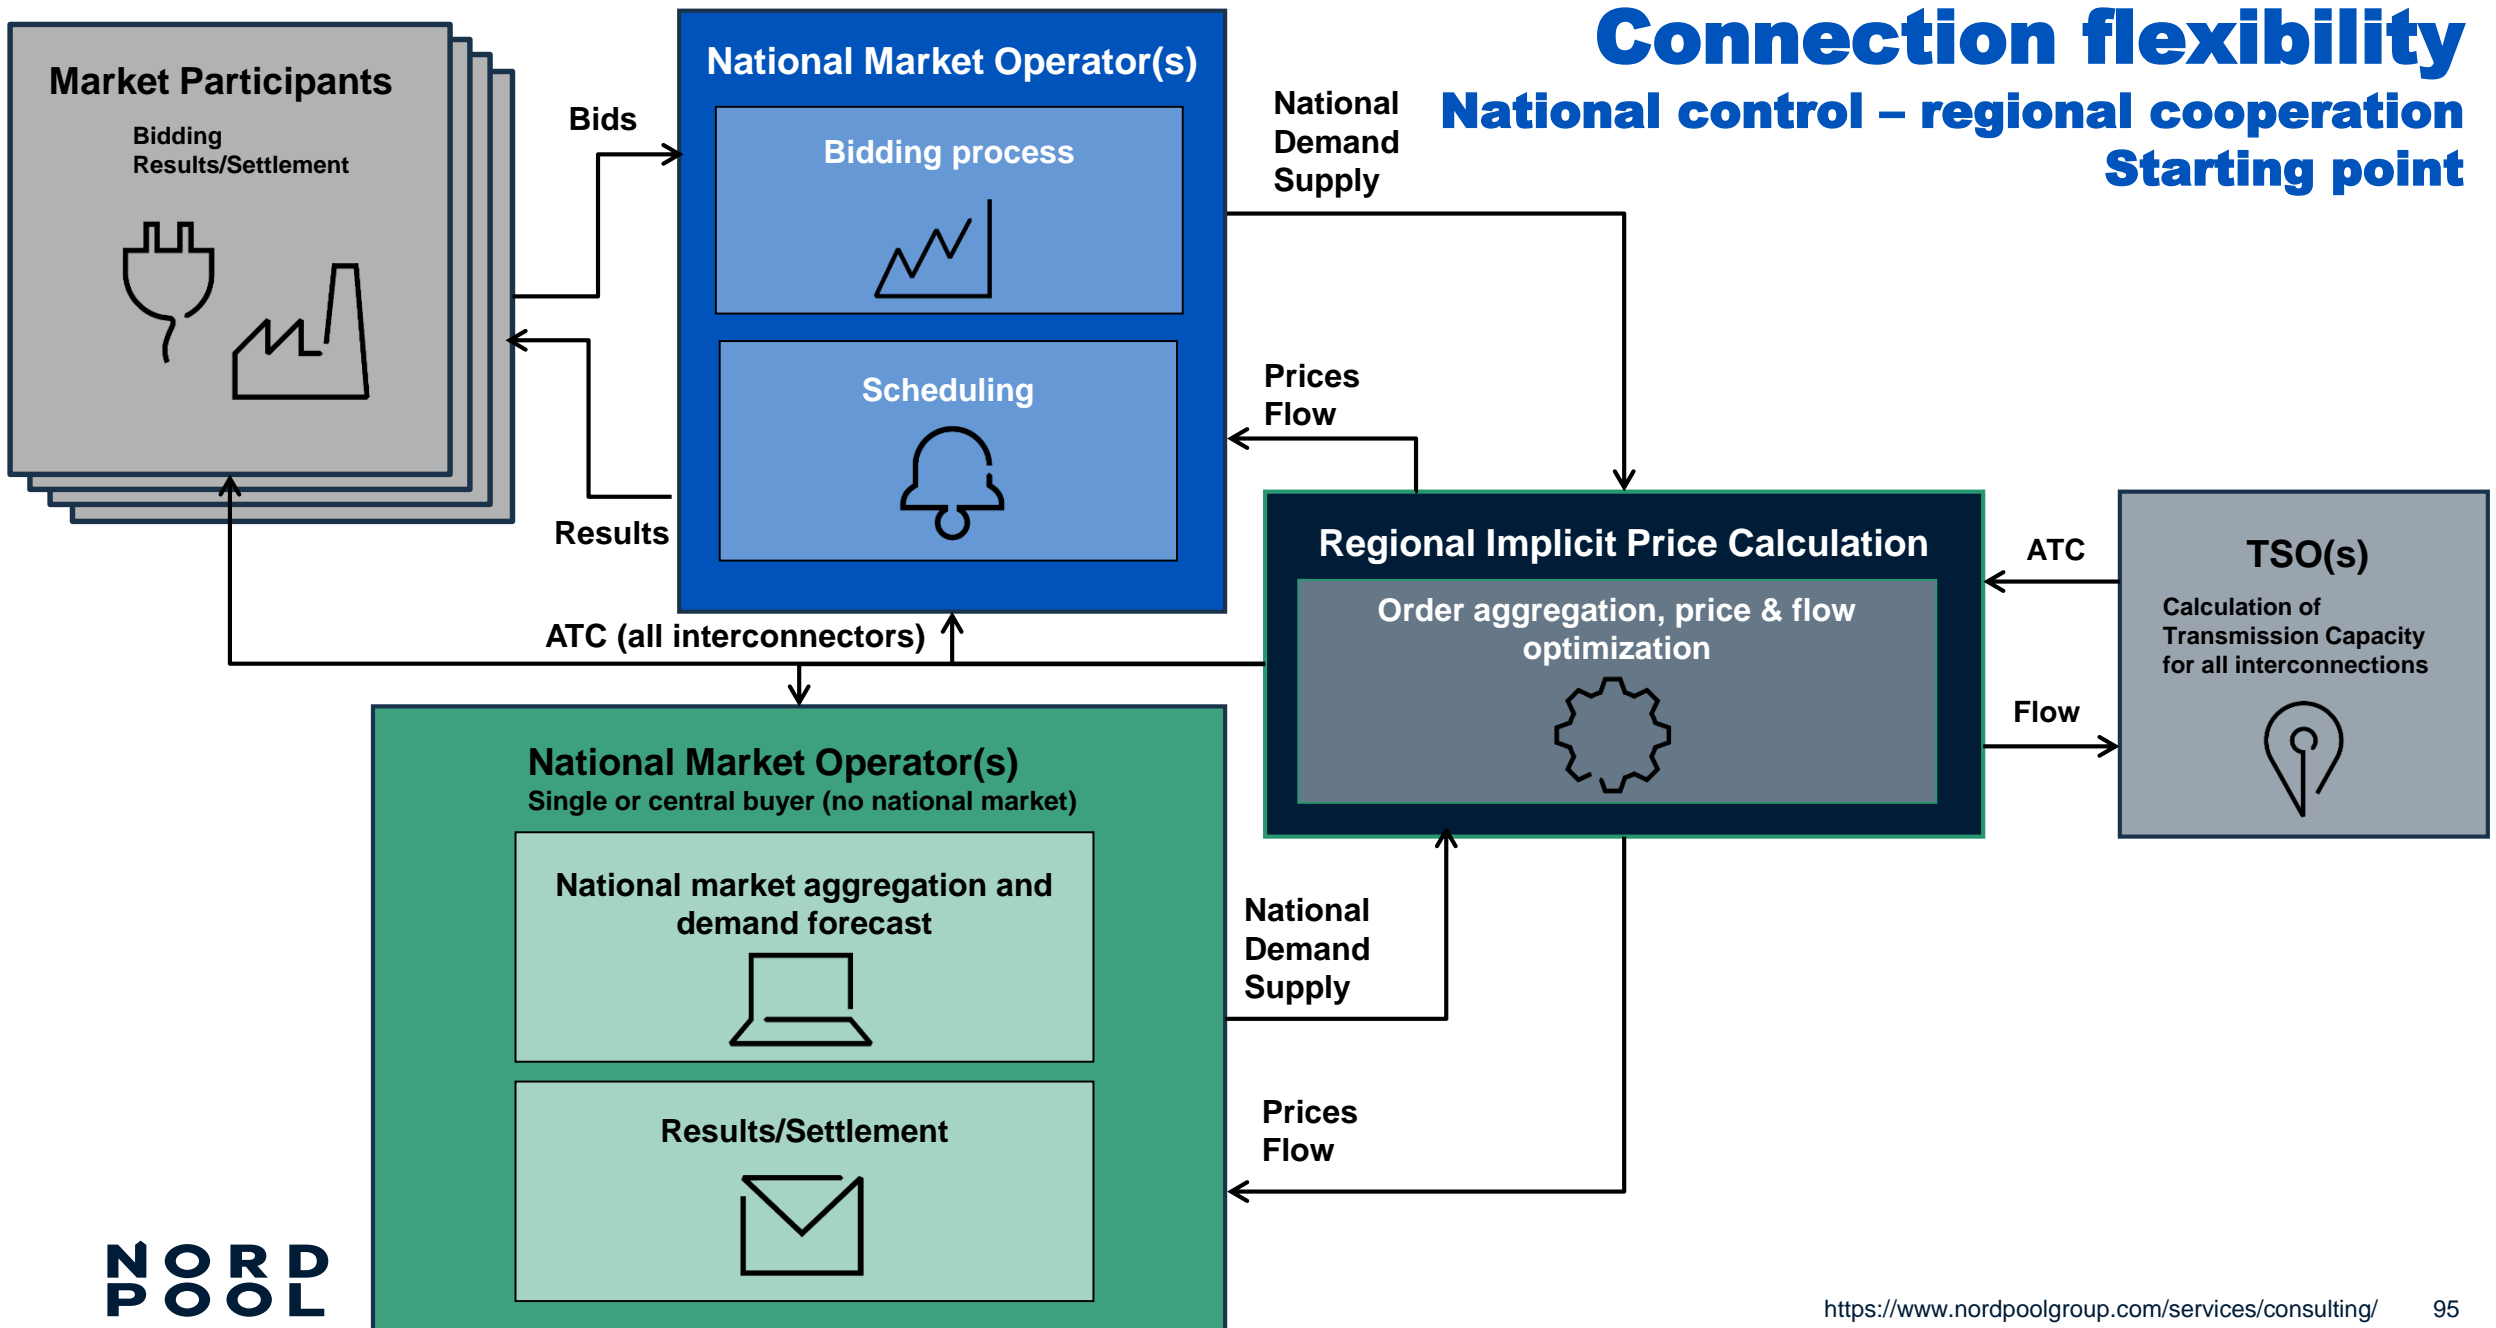 Connection flexibility
National control – regional cooperation
Starting point
Market Participants
Bidding
Results/Settlement
Bids
Results
National Market Operator(s)
Bidding process
Scheduling
National
Demand
Supply
Prices
Flow
Regional Implicit Price Calculation
Order aggregation, price & flow
optimization
ATC
Flow
TSO(s)
Calculation of
Transmission Capacity
for all interconnections
ATC (all interconnectors)
National Market Operator(s)
Single or central buyer (no national market)
National market aggregation and
demand forecast
Results/Settlement
National
Demand
Supply
Prices
Flow
NORD
POOL
https://www.nordpoolgroup.com/services/consulting/ 95